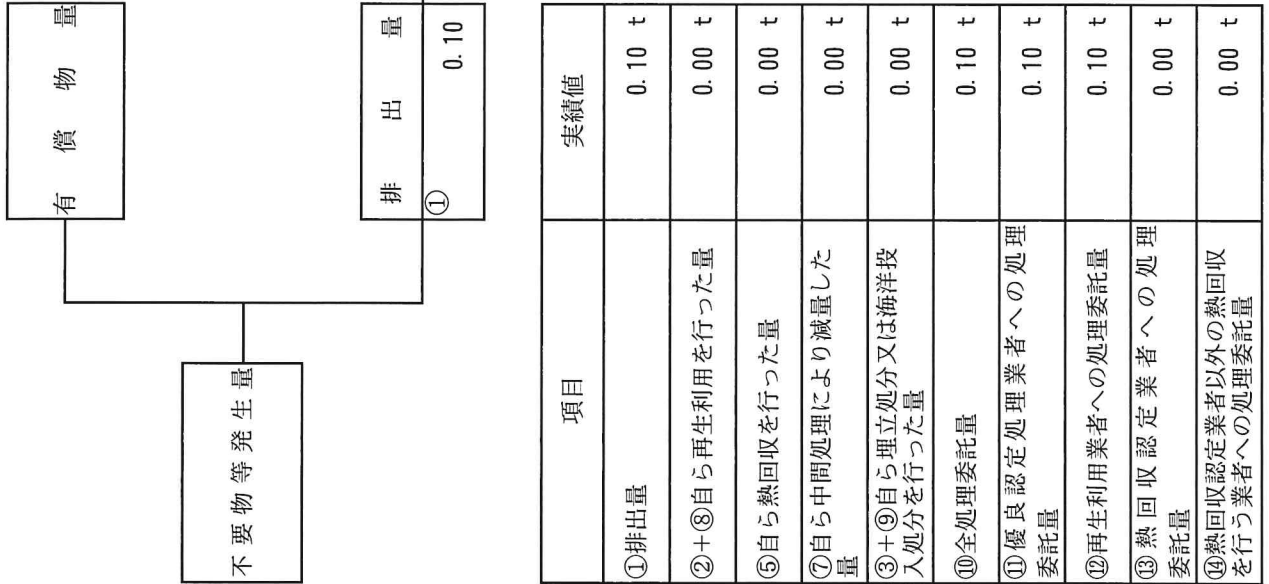 不要物等発生量
有償物量
排出量
① 0.10
項目 実績値
①排出量 0.10 t
②+⑧自ら再生利用を行った量 0.00 t
⑤自ら熱回収を行った量 0.00 t
⑦自ら中間処理により減量した
量 0.00 t
③+⑨自ら埋立処分又は海洋投
入処分を行った量 0.00 t
⑩全処理委託量 0.10 t
⑪優良認定処理業者への処理
委託量 0.10 t
⑫再生利用業者への処理委託量 0.10 t
⑬熱回収認定業者への処理
委託量 0.00 t
⑭熱回収認定業者以外の熱回収
を行う業者への処理委託量 0.00 t